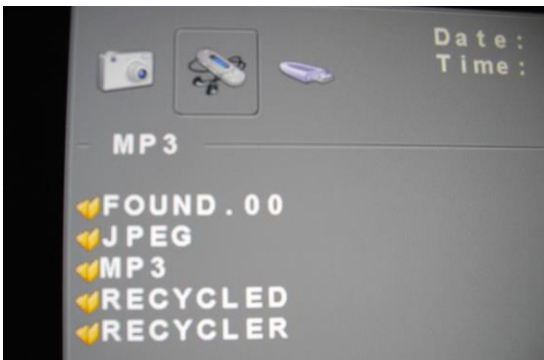 Date:
Time:
MP3
FOUND.00
JPEG
MP3
RECYCLED
RECYCLER